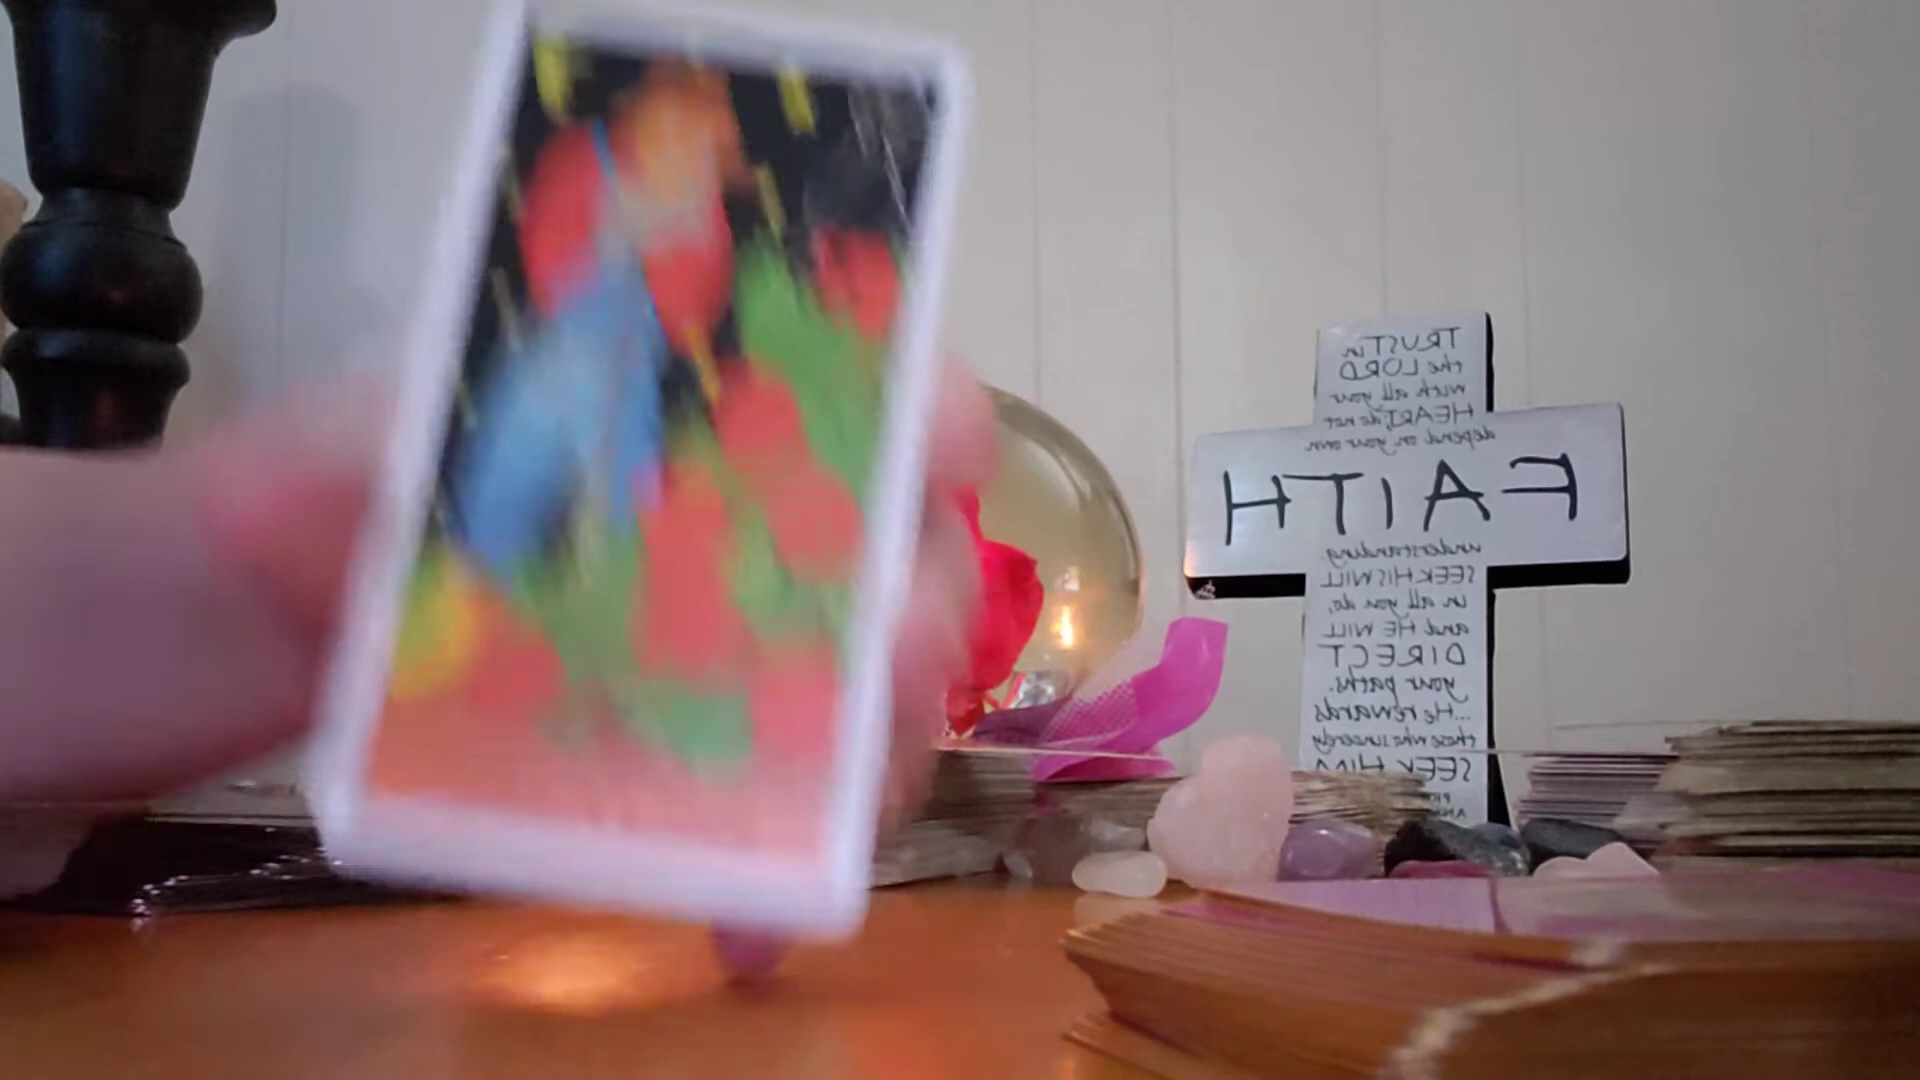 TRUST in
the LORD
with all your
HEART; do not
depend on your own
FAITH
understanding.
SEEK HIS WILL
in all you do,
and HE WILL
DIRECT
your paths.
...He rewards
those who sincerely
SEEK HIM